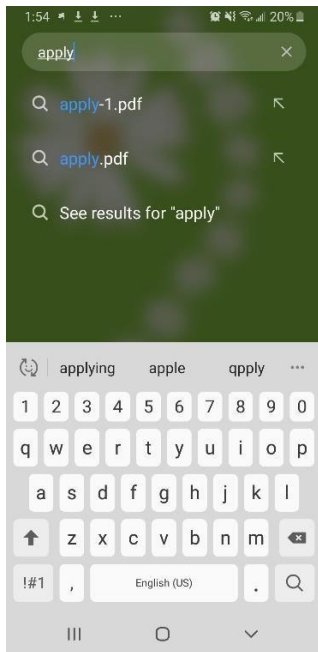 1:54 20%
apply
apply-1.pdf
apply.pdf
See results for "apply"
applying apple qpply
1 2 3 4 5 6 7 8 9 0
q w e r t y u i o p
a s d f g h j k l
z x c v b n m
!#1 , English (US) .